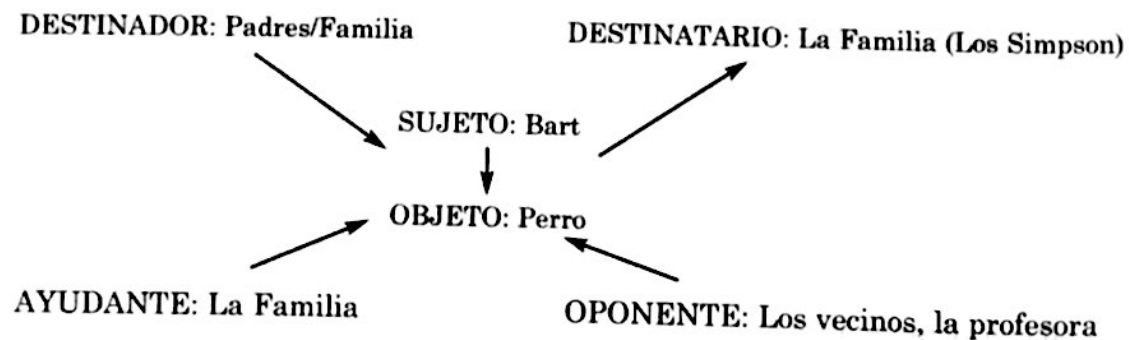 DESTINADOR: Padres/Familia
DESTINATARIO: La Familia (Los Simpson)
SUJETO: Bart
OBJETO: Perro
AYUDANTE: La Familia
OPONENTE: Los vecinos, la profesora